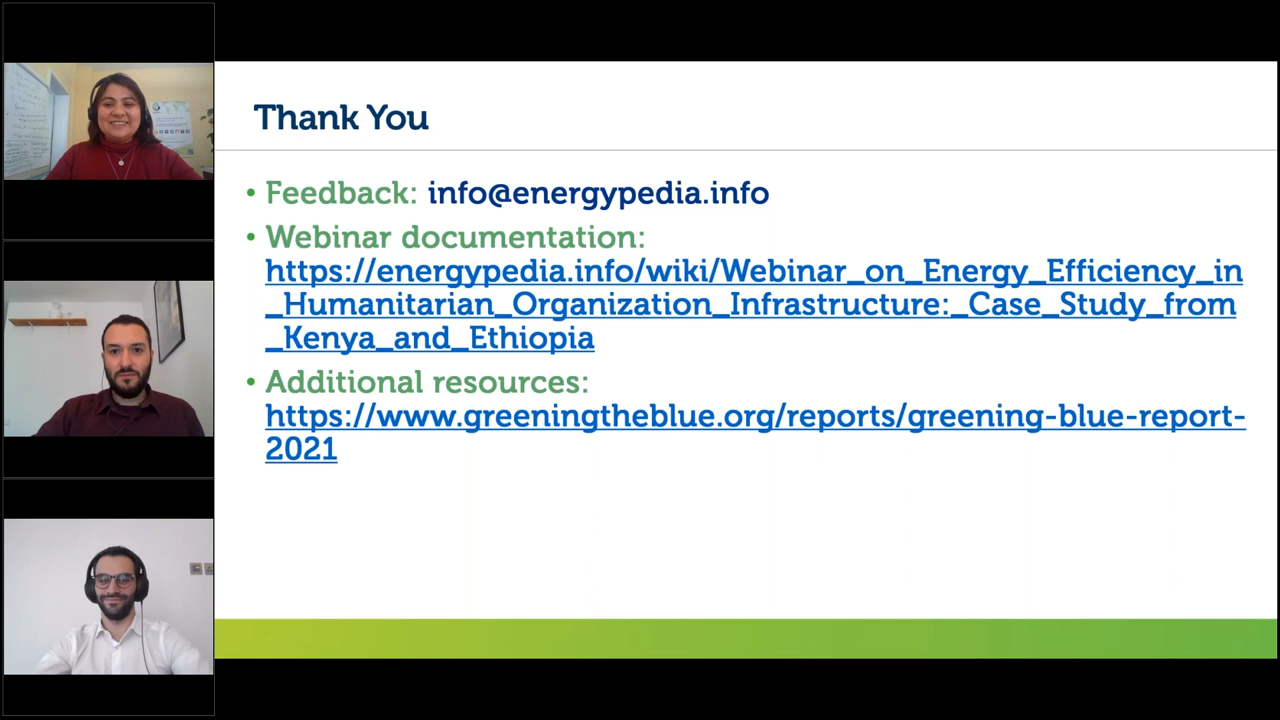 Thank You
• Feedback: info@energypedia.info
• Webinar documentation:
https://energypedia.info/wiki/Webinar_on_Energy_Efficiency_in
_Humanitarian_Organization_Infrastructure:_Case_Study_from
_Kenya_and_Ethiopia
• Additional resources:
https://www.greeningtheblue.org/reports/greening-blue-report-
2021